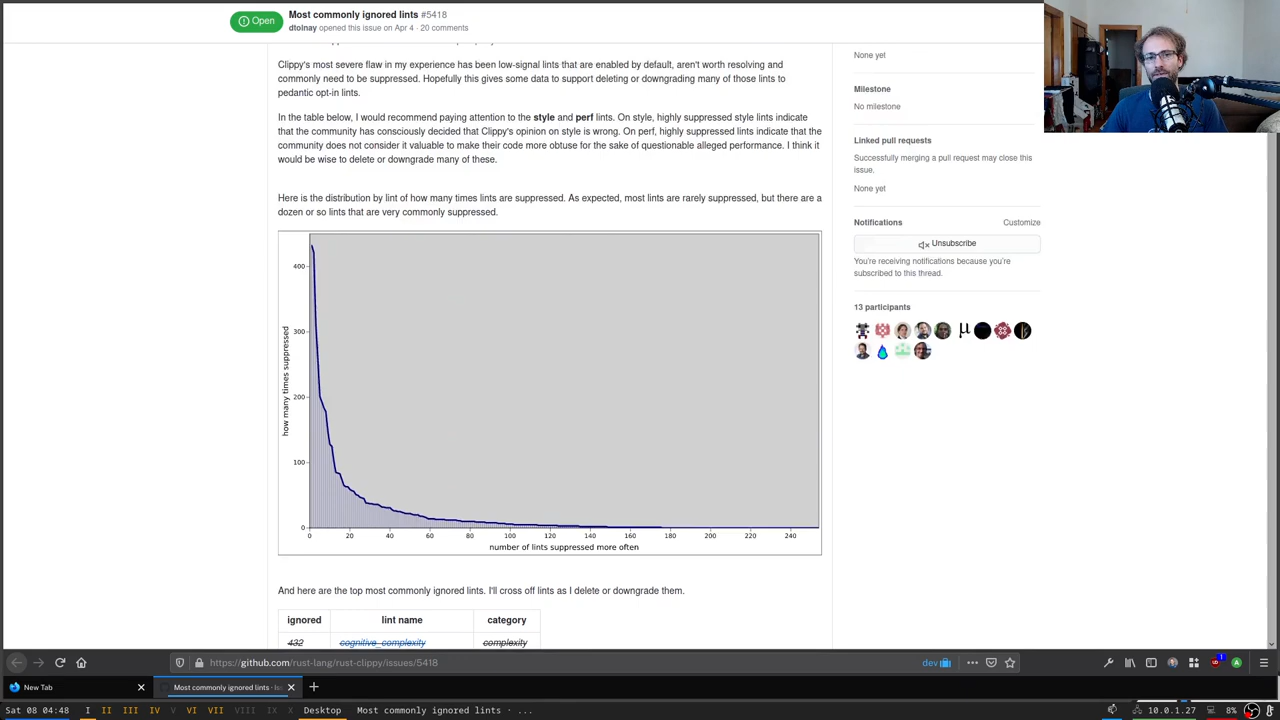 Open
Most commonly ignored lints #5418
dtolnay opened this issue on Apr 4 · 20 comments
Clippy's most severe flaw in my experience has been low-signal lints that are enabled by default, aren't worth resolving and
commonly need to be suppressed. Hopefully this gives some data to support deleting or downgrading many of those lints to
pedantic opt-in lints.
In the table below, I would recommend paying attention to the style and perf lints. On style, highly suppressed style lints indicate
that the community has consciously decided that Clippy's opinion on style is wrong. On perf, highly suppressed lints indicate that the
community does not consider it valuable to make their code more obtuse for the sake of questionable alleged performance. I think it
would be wise to delete or downgrade many of these.
Here is the distribution by lint of how many times lints are suppressed. As expected, most lints are rarely suppressed, but there are a
dozen or so lints that are very commonly suppressed.
how many times suppressed
400
300
200
100
0
0 20 40 60 80 100 120 140 160 180 200 220 240
number of lints suppressed more often
And here are the top most commonly ignored lints. I'll cross off lints as I delete or downgrade them.
ignored lint name category
432 cognitive_complexity complexity
None yet
Milestone
No milestone
Linked pull requests
Successfully merging a pull request may close this
issue.
None yet
Notifications Customize
Unsubscribe
You're receiving notifications because you're
subscribed to this thread.
13 participants
https://github.com/rust-lang/rust-clippy/issues/5418
dev
1
New Tab
Most commonly ignored lints · Iss
Sat 08 04:48 I II III IV V VI VII VIII IX X Desktop Most commonly ignored lints · ...
10.0.1.27 8%